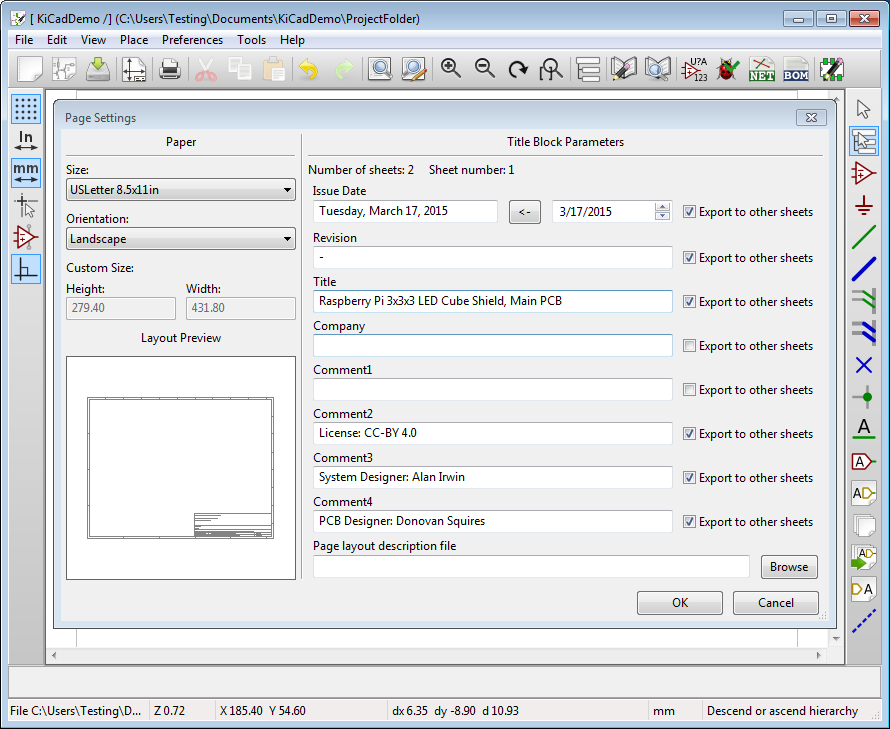 [ KiCadDemo /] (C:\Users\Testing\Documents\KiCadDemo\ProjectFolder)
File Edit View Place Preferences Tools Help
U?A
123
NET
BOM
In
mm
Page Settings
Paper
Size:
USLetter 8.5x11in
Orientation:
Landscape
Custom Size:
Height: Width:
279.40 431.80
Layout Preview
Title Block Parameters
Number of sheets: 2 Sheet number: 1
Issue Date
Tuesday, March 17, 2015 <- 3/17/2015 Export to other sheets
Revision
- Export to other sheets
Title
Raspberry Pi 3x3x3 LED Cube Shield, Main PCB Export to other sheets
Company
Export to other sheets
Comment1
Export to other sheets
Comment2
License: CC-BY 4.0 Export to other sheets
Comment3
System Designer: Alan Irwin Export to other sheets
Comment4
PCB Designer: Donovan Squires Export to other sheets
Page layout description file
Browse
OK Cancel
A
A
AD
AD
DA
File C:\Users\Testing\D... Z 0.72 X 185.40 Y 54.60 dx 6.35 dy -8.90 d 10.93 mm Descend or ascend hierarchy